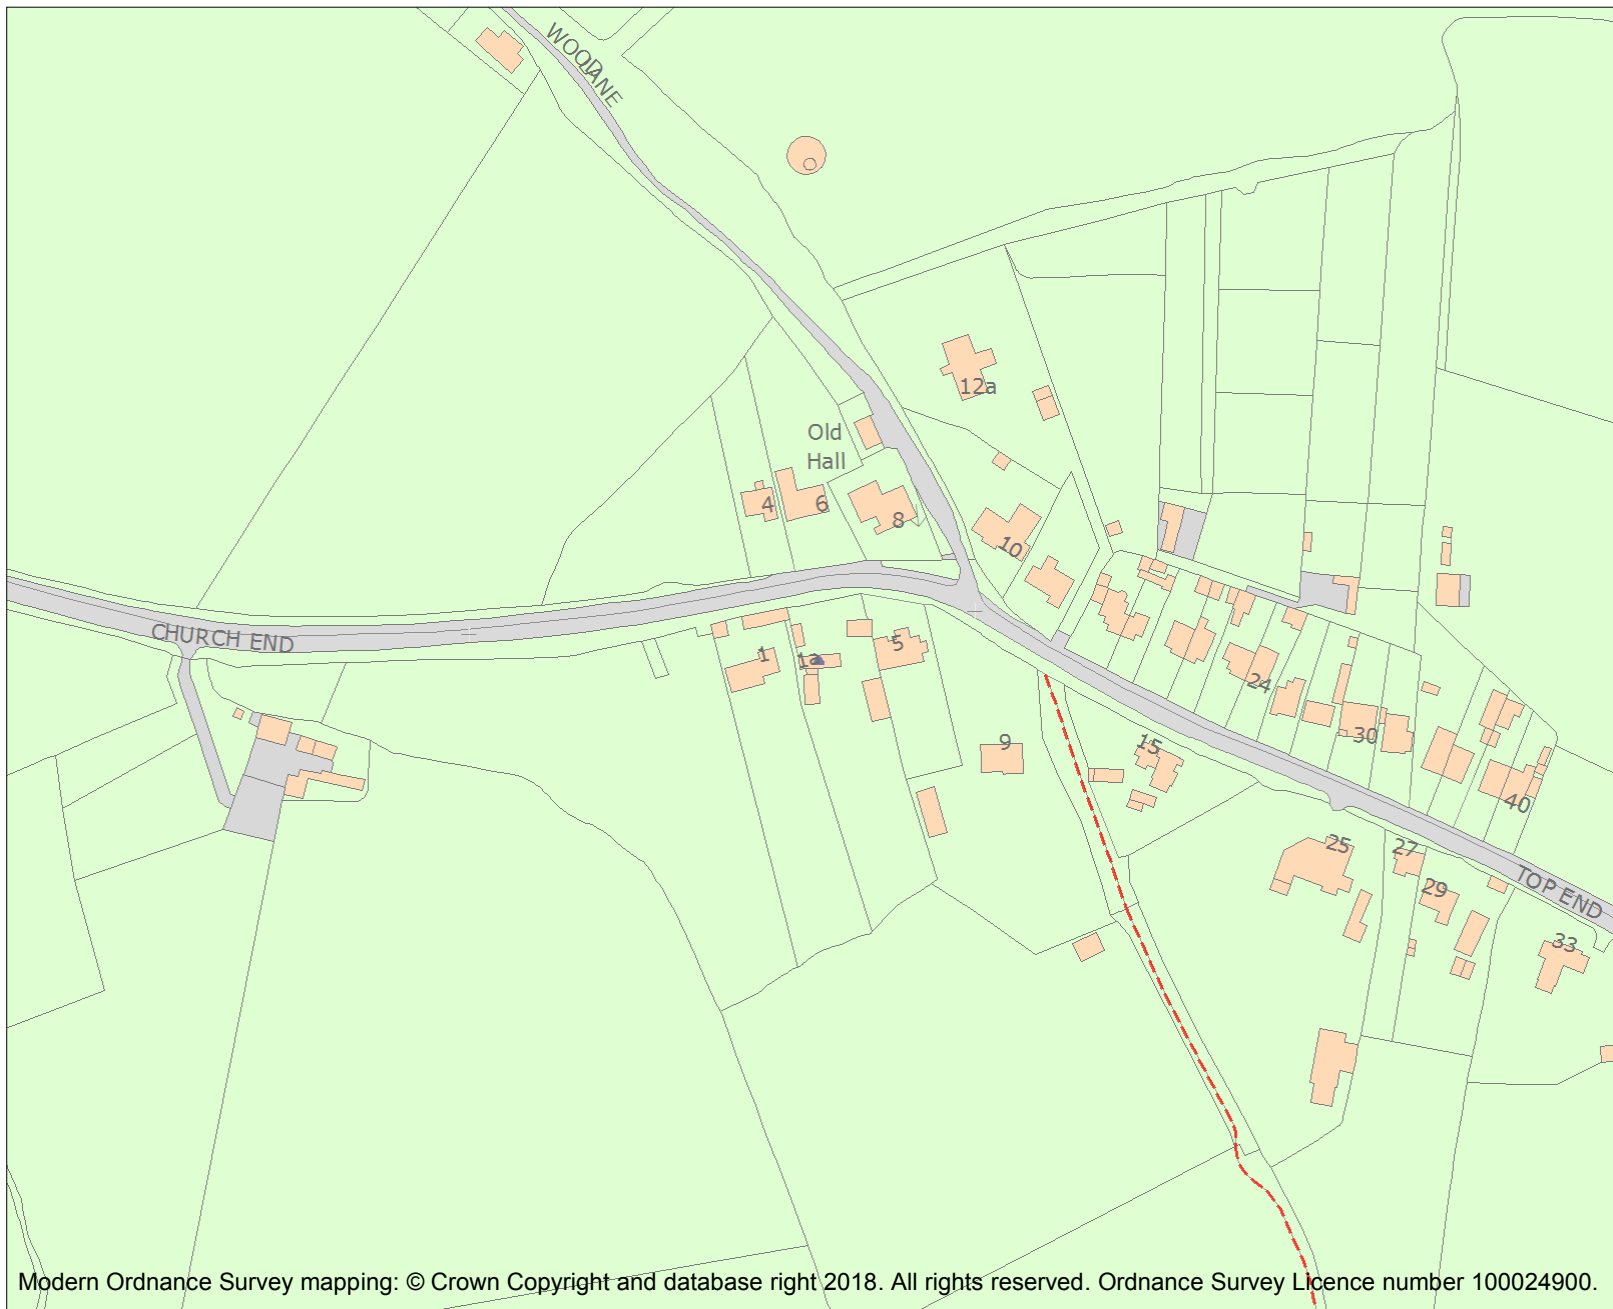 WOOD
LANE
12a
Old
Hall
4
6
8
10
CHURCH END
1
1a
5
24
9
15
30
40
25
27
29
TOP END
33
Modern Ordnance Survey mapping: © Crown Copyright and database right 2018. All rights reserved. Ordnance Survey Licence number 100024900.